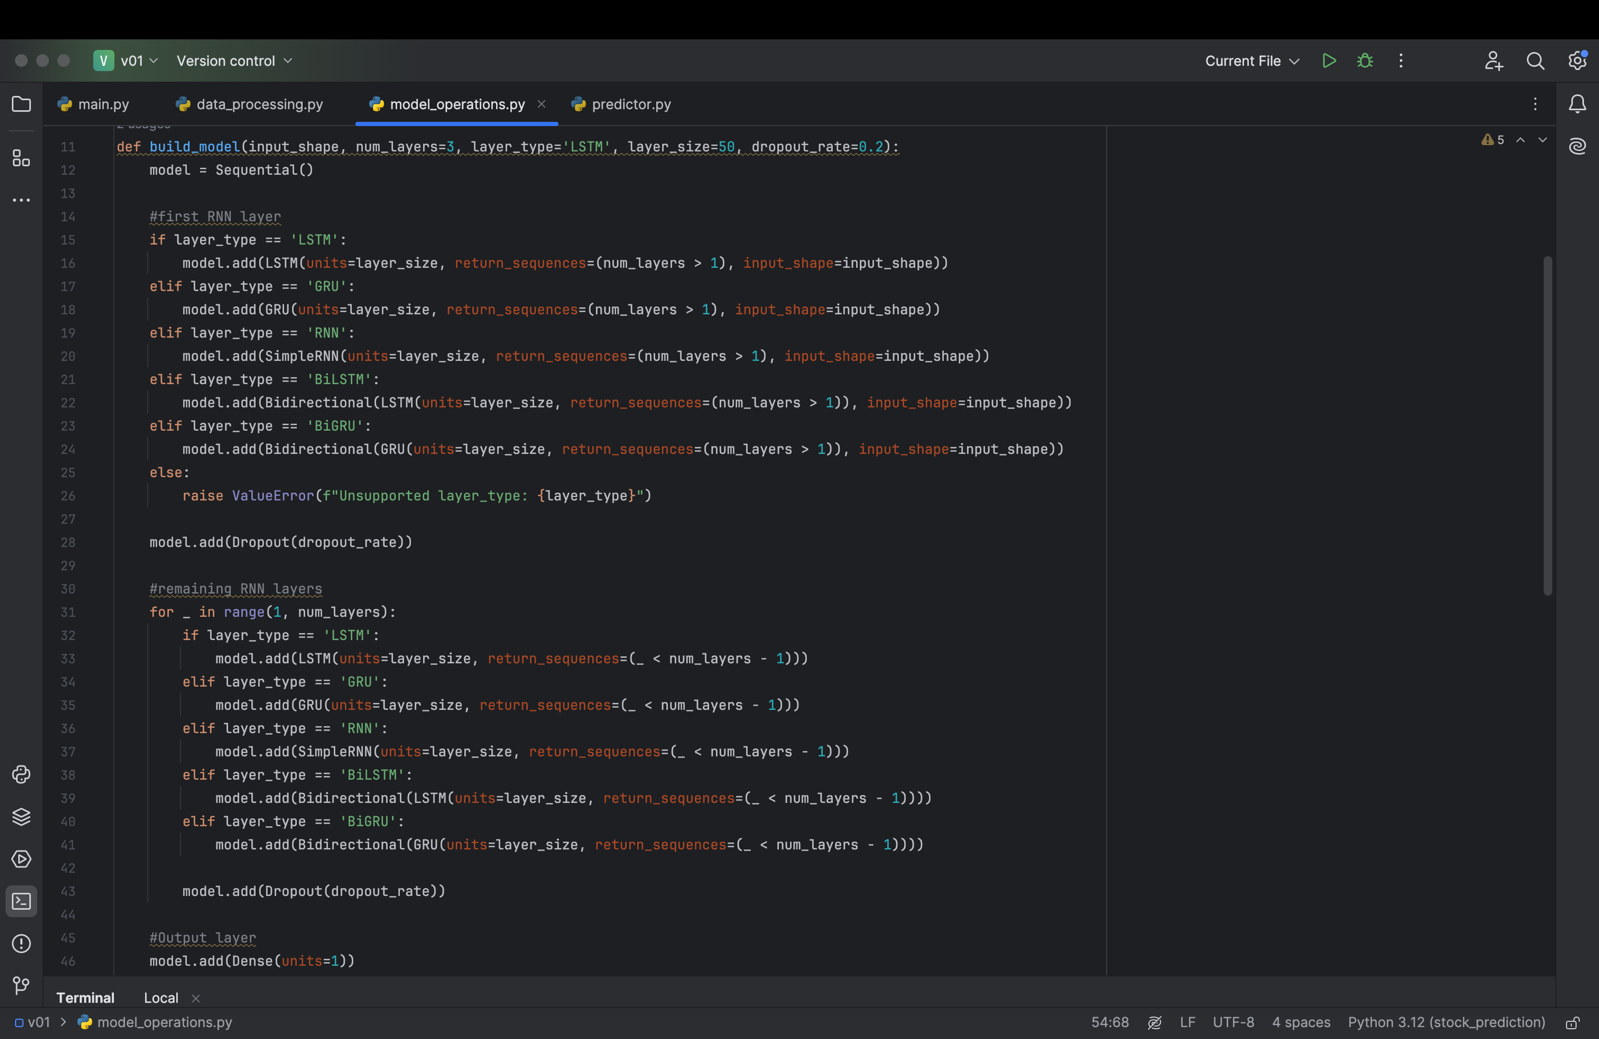 V v01 Version control Current File
main.py data_processing.py model_operations.py predictor.py
2 usages
11 def build_model(input_shape, num_layers=3, layer_type='LSTM', layer_size=50, dropout_rate=0.2): 5
12 model = Sequential()
13
14 #first RNN layer
15 if layer_type == 'LSTM':
16 model.add(LSTM(units=layer_size, return_sequences=(num_layers > 1), input_shape=input_shape))
17 elif layer_type == 'GRU':
18 model.add(GRU(units=layer_size, return_sequences=(num_layers > 1), input_shape=input_shape))
19 elif layer_type == 'RNN':
20 model.add(SimpleRNN(units=layer_size, return_sequences=(num_layers > 1), input_shape=input_shape))
21 elif layer_type == 'BiLSTM':
22 model.add(Bidirectional(LSTM(units=layer_size, return_sequences=(num_layers > 1)), input_shape=input_shape))
23 elif layer_type == 'BiGRU':
24 model.add(Bidirectional(GRU(units=layer_size, return_sequences=(num_layers > 1)), input_shape=input_shape))
25 else:
26 raise ValueError(f"Unsupported layer_type: {layer_type}")
27
28 model.add(Dropout(dropout_rate))
29
30 #remaining RNN layers
31 for _ in range(1, num_layers):
32 if layer_type == 'LSTM':
33 model.add(LSTM(units=layer_size, return_sequences=(_ < num_layers - 1)))
34 elif layer_type == 'GRU':
35 model.add(GRU(units=layer_size, return_sequences=(_ < num_layers - 1)))
36 elif layer_type == 'RNN':
37 model.add(SimpleRNN(units=layer_size, return_sequences=(_ < num_layers - 1)))
38 elif layer_type == 'BiLSTM':
39 model.add(Bidirectional(LSTM(units=layer_size, return_sequences=(_ < num_layers - 1))))
40 elif layer_type == 'BiGRU':
41 model.add(Bidirectional(GRU(units=layer_size, return_sequences=(_ < num_layers - 1))))
42
43 model.add(Dropout(dropout_rate))
44
45 #Output layer
46 model.add(Dense(units=1))
Terminal Local
v01 > model_operations.py 54:68 LF UTF-8 4 spaces Python 3.12 (stock_prediction)